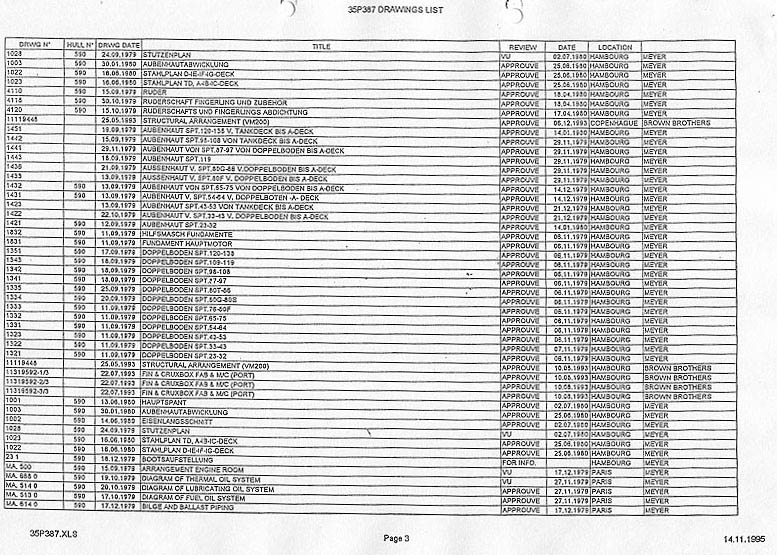 35P387 DRAWINGS LIST
DRWG N° HULL N° DRWG DATE TITLE REVIEW DATE LOCATION
1028 590 24.09.1979 STUTZENPLAN VU 02.07.1980 HAMBOURG MEYER
1003 590 30.01.1980 AUBENHAUTABWICKLUNG APPROUVE 25.06.1980 HAMBOURG MEYER
1022 590 16.06.1980 STAHLPLAN D-IE-IF-IG-DECK APPROUVE 25.06.1980 HAMBOURG MEYER
1023 590 16.06.1980 STAHLPLAN TD, A-IB-IC-DECK APPROUVE 25.06.1980 HAMBOURG MEYER
4110 590 15.09.1979 RUDER APPROUVE 18.04.1980 HAMBOURG MEYER
4115 590 30.10.1979 RUDERSCHAFT FINGERUNG UND ZUBEHOR APPROUVE 18.04.1980 HAMBOURG MEYER
4120 590 15.10.1979 RUDERSCHAFTS UND FINGERUNGS ABDICHTUNG APPROUVE 17.04.1980 HAMBOURG MEYER
11119448 25.05.1993 STRUCTURAL ARRANGEMENT (VM200) APPROUVE 06.12.1993 COPENHAGUE BROWN BROTHERS
1451 19.09.1979 AUBENHAUT SPT.120-138 V. TANKDECK BIS A-DECK APPROUVE 14.01.1980 HAMBOURG MEYER
1442 15.09.1979 AUBENHAUT SPT.98-108 VON TANKDECK BIS A-DECK APPROUVE 29.11.1979 HAMBOURG MEYER
1441 29.11.1979 AUBENHAUT VON SPT.87-97 VON DOPPELBODEN BIS A-DECK APPROUVE 29.11.1979 HAMBOURG MEYER
1443 18.09.1979 AUBENHAUT SPT.119 APPROUVE 29.11.1979 HAMBOURG MEYER
1436 21.09.1979 AUSSENHAUT V. SPT.80G-86 V.DOPPELBODEN BIS A-DECK APPROUVE 29.11.1979 HAMBOURG MEYER
1435 13.09.1979 AUSSENHAUT V. SPT.80F V. DOPPELBODEN BIS A-DECK APPROUVE 29.11.1979 HAMBOURG MEYER
1432 590 13.09.1979 AUBENHAUT VON SPT.65-75 VON DOPPELBODEN BIS A-DECK APPROUVE 14.12.1979 HAMBOURG MEYER
1431 590 13.09.1979 AUBENHAUT V. SPT.54-64 V. DOPPELBOTEN -A- DECK APPROUVE 14.12.1979 HAMBOURG MEYER
1423 13.09.1979 AUBENHAUT SPT.43-53 VON TANKDECK BIS A-DECK APPROUVE 21.12.1979 HAMBOURG MEYER
1422 22.10.1979 AUBENHAUT V. SPT.33-43 V. DOPPELBODEN BIS A-DECK APPROUVE 21.12.1979 HAMBOURG MEYER
1421 590 12.09.1979 AUBENHAUT SPT.23-32 APPROUVE 14.01.1980 HAMBOURG MEYER
1832 590 11.09.1979 HILFSMASCH FUNDAMENTE APPROUVE 05.11.1979 HAMBOURG MEYER
1831 590 11.09.1979 FUNDAMENT HAUPTMOTOR APPROUVE 06.11.1979 HAMBOURG MEYER
1351 590 17.09.1979 DOPPELBODEN SPT.120-138 APPROUVE 06.11.1979 HAMBOURG MEYER
1343 590 18.09.1979 DOPPELBODEN SPT.109-119 APPROUVE 06.11.1979 HAMBOURG MEYER
1342 590 18.09.1979 DOPPELBODEN SPT.98-108 APPROUVE 06.11.1979 HAMBOURG MEYER
1341 590 18.09.1979 DOPPELBODEN SPT.87-97 APPROUVE 06.11.1979 HAMBOURG MEYER
1335 590 25.09.1979 DOPPELBODEN SPT.80T-86 APPROUVE 06.11.1979 HAMBOURG MEYER
1334 590 20.09.1979 DOPPELBODEN SPT.80G-80S APPROUVE 06.11.1979 HAMBOURG MEYER
1333 590 11.09.1979 DOPPELBODEN SPT.76-80F APPROUVE 06.11.1979 HAMBOURG MEYER
1332 590 11.09.1979 DOPPELBODEN SPT.65-75 APPROUVE 06.11.1979 HAMBOURG MEYER
1331 590 11.09.1979 DOPPELBODEN SPT.54-64 APPROUVE 06.11.1979 HAMBOURG MEYER
1323 590 11.09.1979 DOPPELBODEN SPT.43-53 APPROUVE 06.11.1979 HAMBOURG MEYER
1322 590 11.09.1979 DOPPELBODEN SPT.33-43 APPROUVE 07.11.1979 HAMBOURG MEYER
1321 590 11.09.1979 DOPPELBODEN SPT.23-32 APPROUVE 06.11.1979 HAMBOURG MEYER
11119448 25.05.1993 STRUCTURAL ARRANGEMENT (VM200) APPROUVE 10.08.1993 HAMBOURG BROWN BROTHERS
11319592-1/3 22.07.1993 FIN & CRUXBOX FAB & M/C (PORT) APPROUVE 10.08.1993 HAMBOURG BROWN BROTHERS
11319592-2/3 22.07.1993 FIN & CRUXBOX FAB & M/C (PORT) APPROUVE 10.08.1993 HAMBOURG BROWN BROTHERS
11319592-3/3 22.07.1993 FIN & CRUXBOX FAB & M/C (PORT) APPROUVE 10.08.1993 HAMBOURG BROWN BROTHERS
1001 590 13.06.1980 HAUPTSPANT APPROUVE 02.07.1980 HAMBOURG MEYER
1003 590 30.01.1980 AUBENHAUTABWICKLUNG APPROUVE 25.06.1980 HAMBOURG MEYER
1002 590 14.06.1980 EISENLANGSSCHNITT APPROUVE 02.07.1980 HAMBOURG MEYER
1028 590 24.09.1979 STUTZENPLAN VU 02.07.1980 HAMBOURG MEYER
1023 590 16.06.1980 STAHLPLAN TD, A-IB-IC-DECK APPROUVE 25.06.1980 HAMBOURG MEYER
1022 590 16.06.1980 STAHLPLAN D-IE-IF-IG-DECK APPROUVE 25.06.1980 HAMBOURG MEYER
23 1 590 18.12.1979 BOOTSAUFSTELLUNG FOR INFO. HAMBOURG MEYER
MA. 500 590 15.09.1979 ARRANGEMENT ENGINE ROOM VU 17.12.1979 PARIS MEYER
MA. 658 0 590 19.10.1979 DIAGRAM OF THERMAL OIL SYSTEM VU 27.11.1979 PARIS MEYER
MA. 514 0 590 20.10.1979 DIAGRAM OF LUBRICATING OIL SYSTEM APPROUVE 27.11.1979 PARIS MEYER
MA. 513 0 590 17.10.1979 DIAGRAM OF FUEL OIL SYSTEM APPROUVE 27.11.1979 PARIS MEYER
MA. 614 0 590 17.12.1979 BILGE AND BALLAST PIPING APPROUVE 17.12.1979 PARIS MEYER
35P387.XLS Page 3 14.11.1995